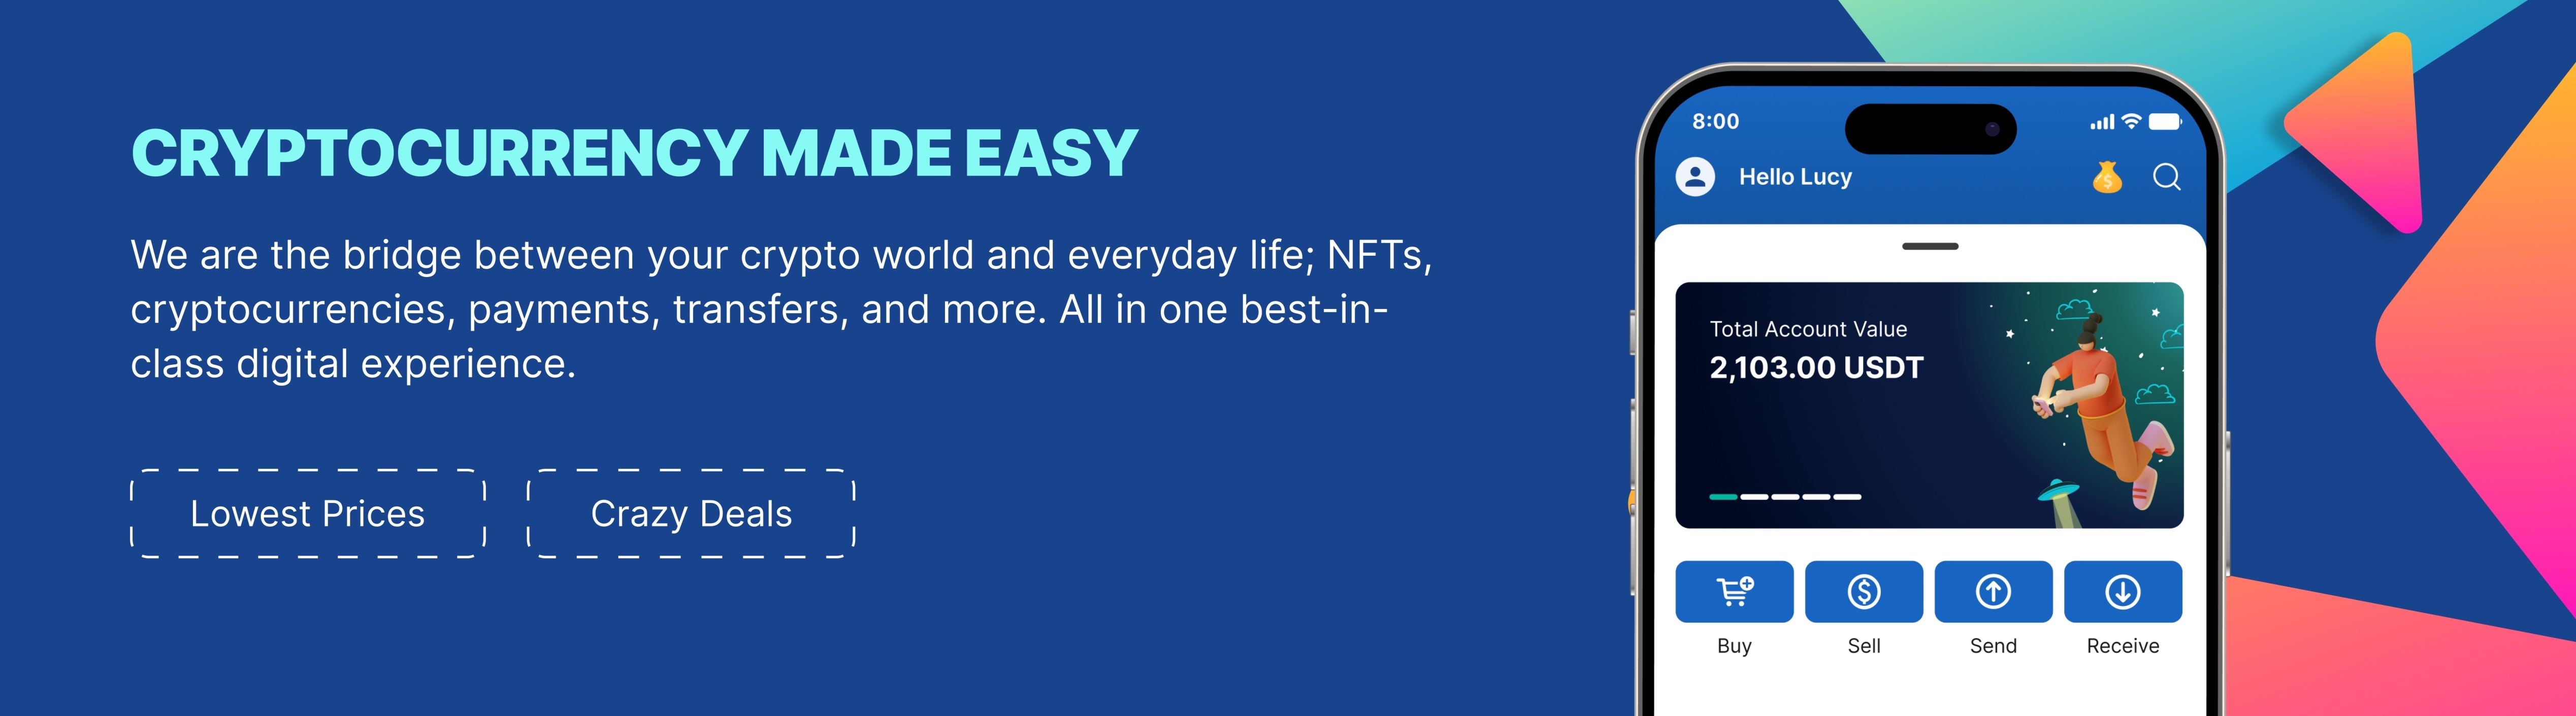 CRYPTOCURRENCY MADE EASY
We are the bridge between your crypto world and everyday life; NFTs,
cryptocurrencies, payments, transfers, and more. All in one best-in-
class digital experience.
Lowest Prices
Crazy Deals
8:00
Hello Lucy
Total Account Value
2,103.00 USDT
Buy
Sell
Send
Receive